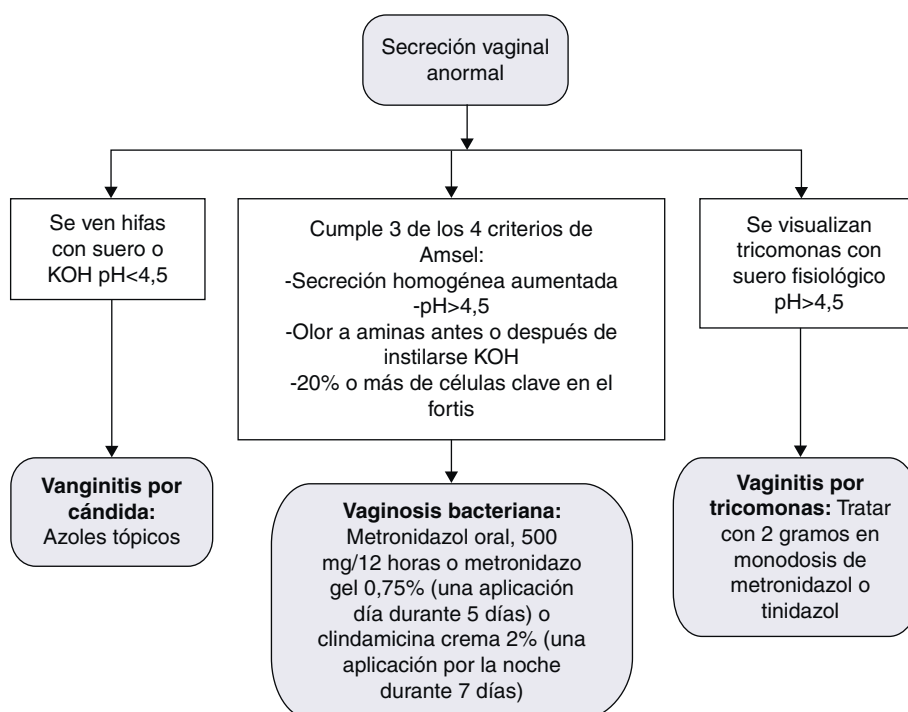 Secreción vaginal
anormal
Se ven hifas
con suero o
KOH pH<4,5
Cumple 3 de los 4 criterios de
Amsel:
-Secreción homogénea aumentada
-pH>4,5
-Olor a aminas antes o después de
instilarse KOH
-20% o más de células clave en el
fortis
Se visualizan
tricomonas con
suero fisiológico
pH>4,5
Vanginitis por
cándida:
Azoles tópicos
Vaginosis bacteriana:
Metronidazol oral, 500
mg/12 horas o metronidazo
gel 0,75% (una aplicación
día durante 5 días) o
clindamicina crema 2% (una
aplicación por la noche
durante 7 días)
Vaginitis por
tricomonas: Tratar
con 2 gramos en
monodosis de
metronidazol o
tinidazol